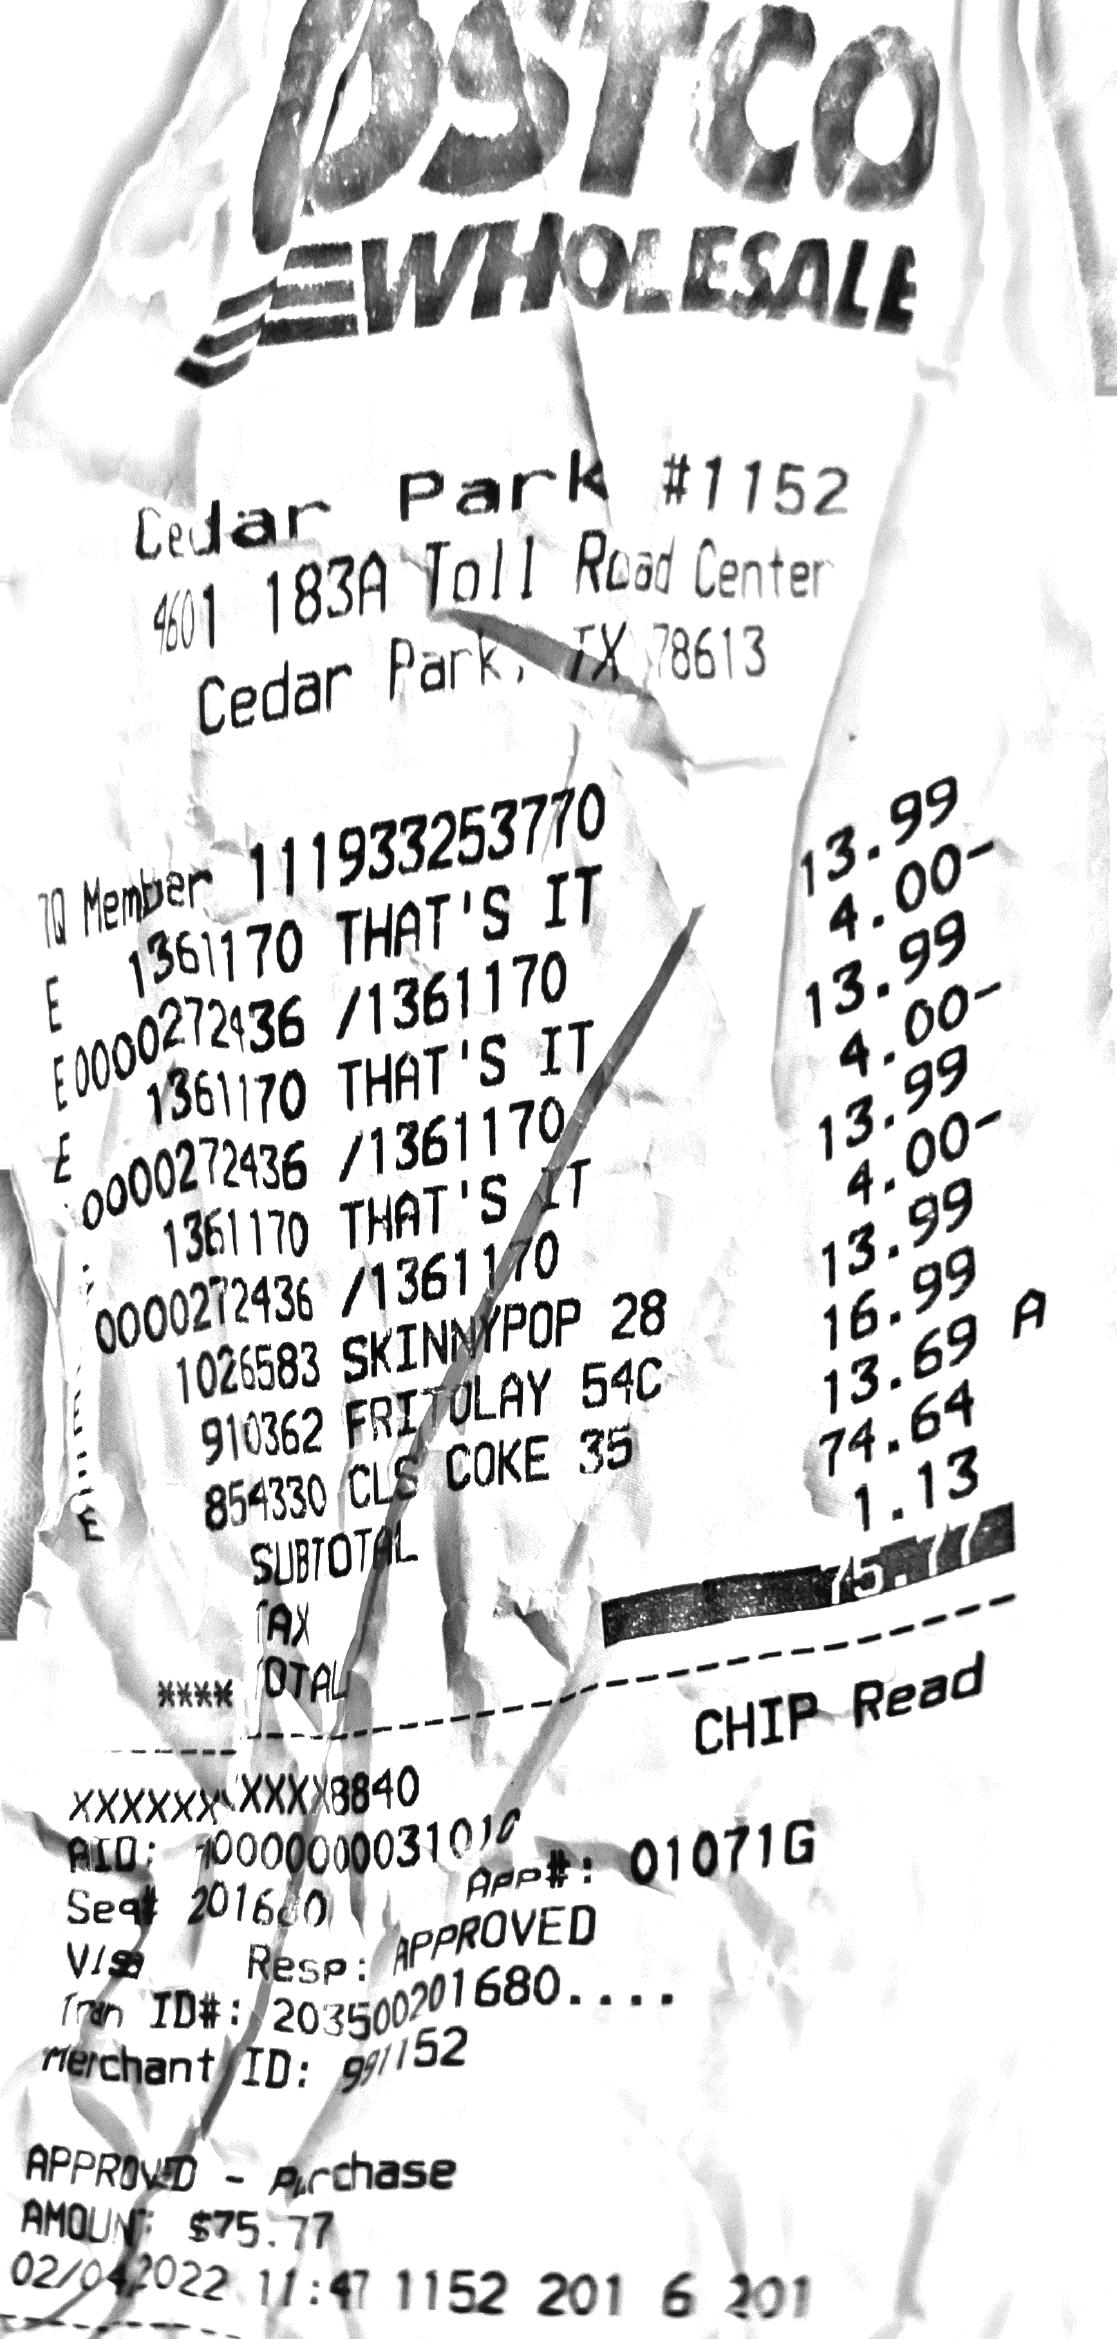 OSTCO
WHOLESALE
Cedar Park #1152
4601 183A Toll Road Center
Cedar Park, TX 78613
7Q Member 111933253770
E 1361170 THAT'S IT 13.99
E 0000272436 /1361170 4.00-
E 1361170 THAT'S IT 13.99
0000272436 /1361170 4.00-
1361170 THAT'S IT 13.99
0000272436 /1361170 4.00-
1026583 SKINNYPOP 28 13.99
E 910362 FRITOLAY 54C 16.99
E 854330 CLS COKE 35 13.69 A
SUBTOTAL 74.64
TAX 1.13
**** TOTAL 75.77
XXXXXXXXXXXX8840 CHIP Read
AID: A0000000031010
Seq# 201680 App#: 01071G
Visa Resp: APPROVED
Tran ID#: 203500201680....
Merchant ID: 991152
APPROVED - Purchase
AMOUNT: $75.77
02/04/2022 11:47 1152 201 6 201